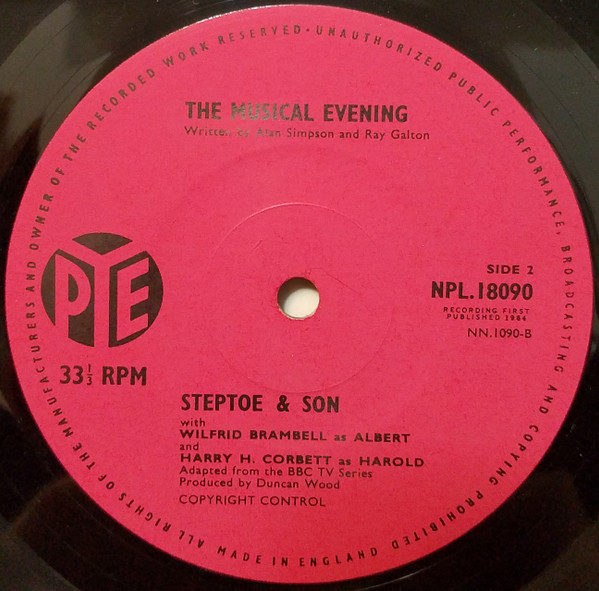 ALL RIGHTS OF THE MANUFACTURERS AND OWNER OF THE RECORDED WORK RESERVED · UNAUTHORIZED PUBLIC PERFORMANCE, BROADCASTING AND COPYING PROHIBITED
THE MUSICAL EVENING
Written by Alan Simpson and Ray Galton
PYE
SIDE 2
NPL.18090
RECORDING FIRST
PUBLISHED 1964
NN.1090-B
33⅓ RPM
STEPTOE & SON
with
WILFRID BRAMBELL as ALBERT
and
HARRY H. CORBETT as HAROLD
Adapted from the BBC TV Series
Produced by Duncan Wood
COPYRIGHT CONTROL
MADE IN ENGLAND